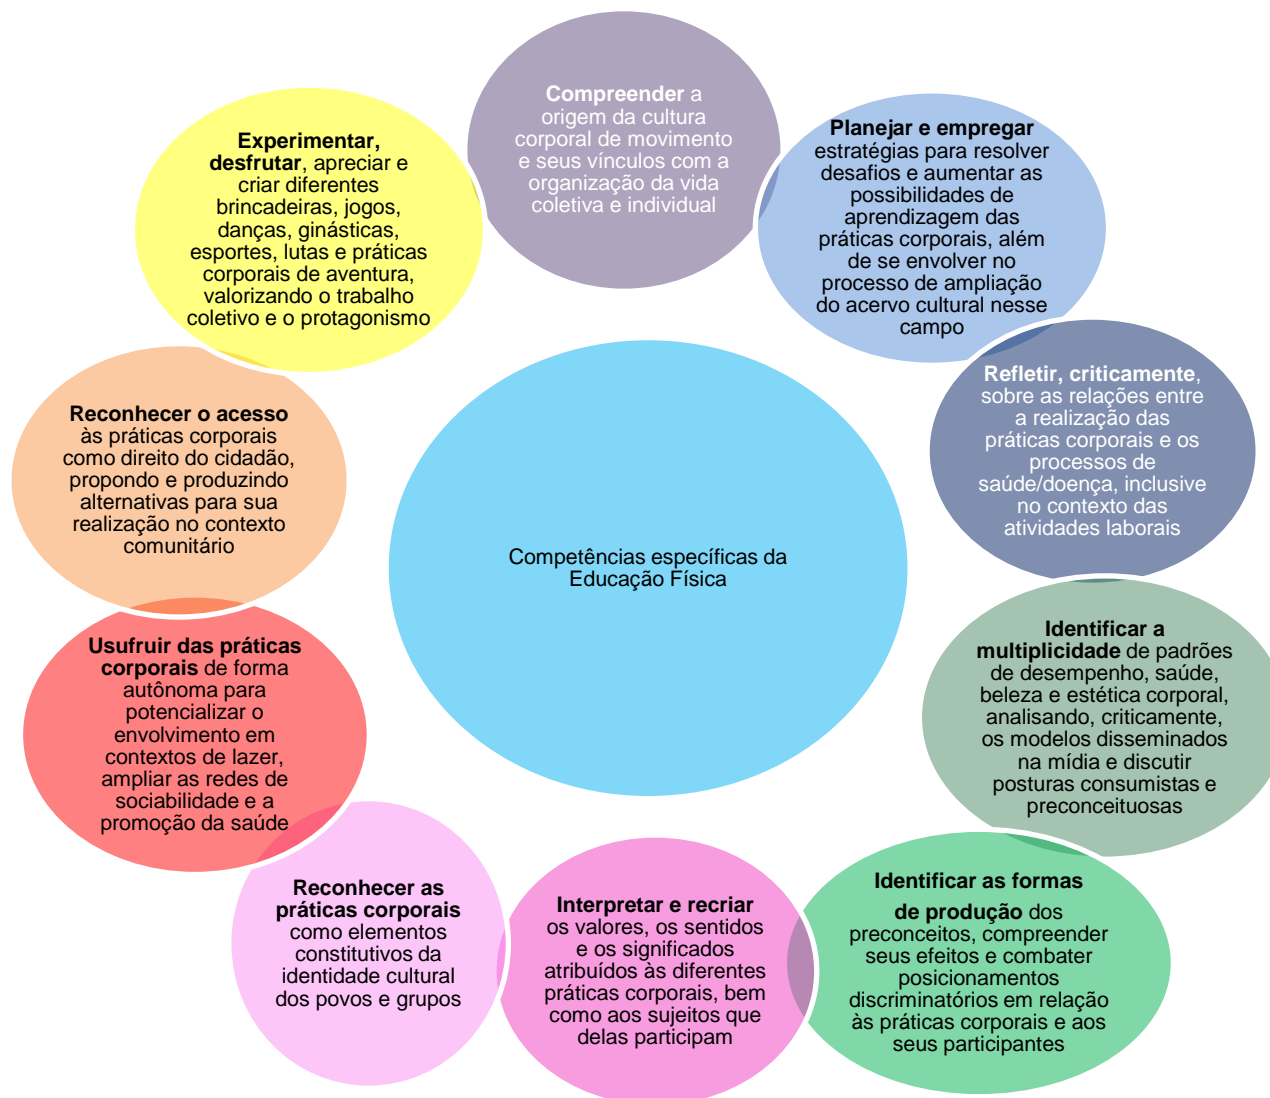 Compreender a
origem da cultura
corporal de movimento
e seus vínculos com a
organização da vida
coletiva e individual
Planejar e empregar
estratégias para resolver
desafios e aumentar as
possibilidades de
aprendizagem das
práticas corporais, além
de se envolver no
processo de ampliação
do acervo cultural nesse
campo
Refletir, criticamente,
sobre as relações entre
a realização das
práticas corporais e os
processos de
saúde/doença, inclusive
no contexto das
atividades laborais
Identificar a
multiplicidade de padrões
de desempenho, saúde,
beleza e estética corporal,
analisando, criticamente,
os modelos disseminados
na mídia e discutir
posturas consumistas e
preconceituosas
Identificar as formas
de produção dos
preconceitos, compreender
seus efeitos e combater
posicionamentos
discriminatórios em relação
às práticas corporais e aos
seus participantes
Interpretar e recriar
os valores, os sentidos
e os significados
atribuídos às diferentes
práticas corporais, bem
como aos sujeitos que
delas participam
Reconhecer as
práticas corporais
como elementos
constitutivos da
identidade cultural
dos povos e grupos
Usufruir das práticas
corporais de forma
autônoma para
potencializar o
envolvimento em
contextos de lazer,
ampliar as redes de
sociabilidade e a
promoção da saúde
Reconhecer o acesso
às práticas corporais
como direito do cidadão,
propondo e produzindo
alternativas para sua
realização no contexto
comunitário
Experimentar,
desfrutar, apreciar e
criar diferentes
brincadeiras, jogos,
danças, ginásticas,
esportes, lutas e práticas
corporais de aventura,
valorizando o trabalho
coletivo e o protagonismo
Competências específicas da
Educação Física